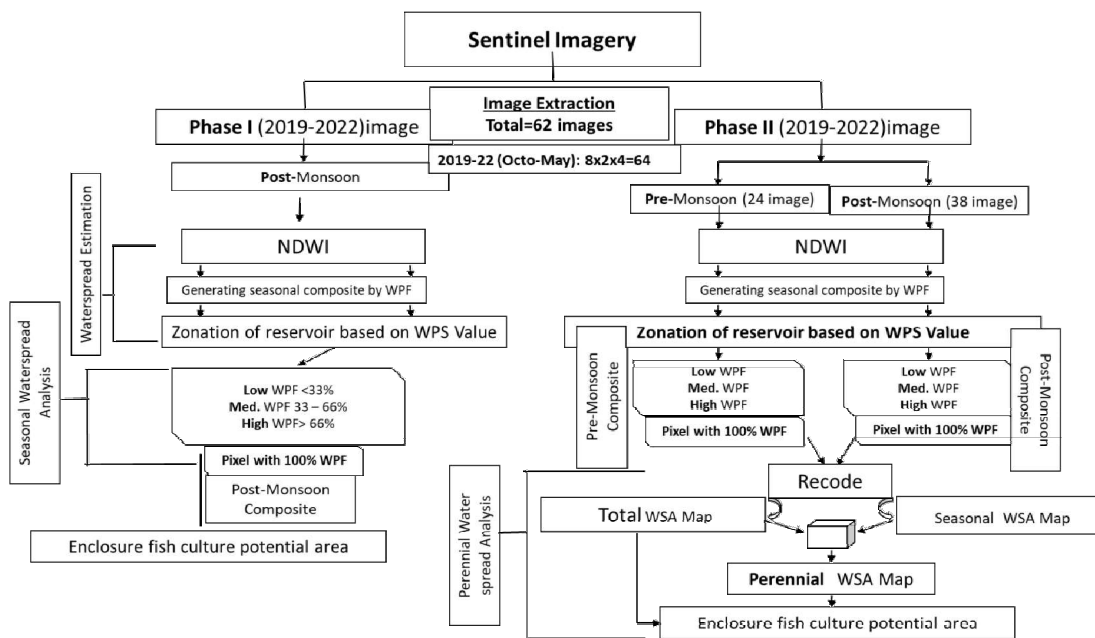 Sentinel Imagery
Image Extraction
Total=62 images
Phase I (2019-2022)image
Phase II (2019-2022)image
2019-22 (Octo-May): 8x2x4=64
Post-Monsoon
Pre-Monsoon (24 image)
Post-Monsoon (38 image)
Waterspread Estimation
NDWI
Generating seasonal composite by WPF
Zonation of reservoir based on WPS Value
Seasonal Waterspread
Analysis
Low WPF <33%
Med. WPF 33 – 66%
High WPF> 66%
Pixel with 100% WPF
Post-Monsoon
Composite
Enclosure fish culture potential area
NDWI
Generating seasonal composite by WPF
Zonation of reservoir based on WPS Value
Pre-Monsoon
Composite
Low WPF
Med. WPF
High WPF
Pixel with 100% WPF
Low WPF
Med. WPF
High WPF
Pixel with 100% WPF
Post-Monsoon
Composite
Recode
Perennial Water
spread Analysis
Total WSA Map
Seasonal WSA Map
Perennial WSA Map
Enclosure fish culture potential area